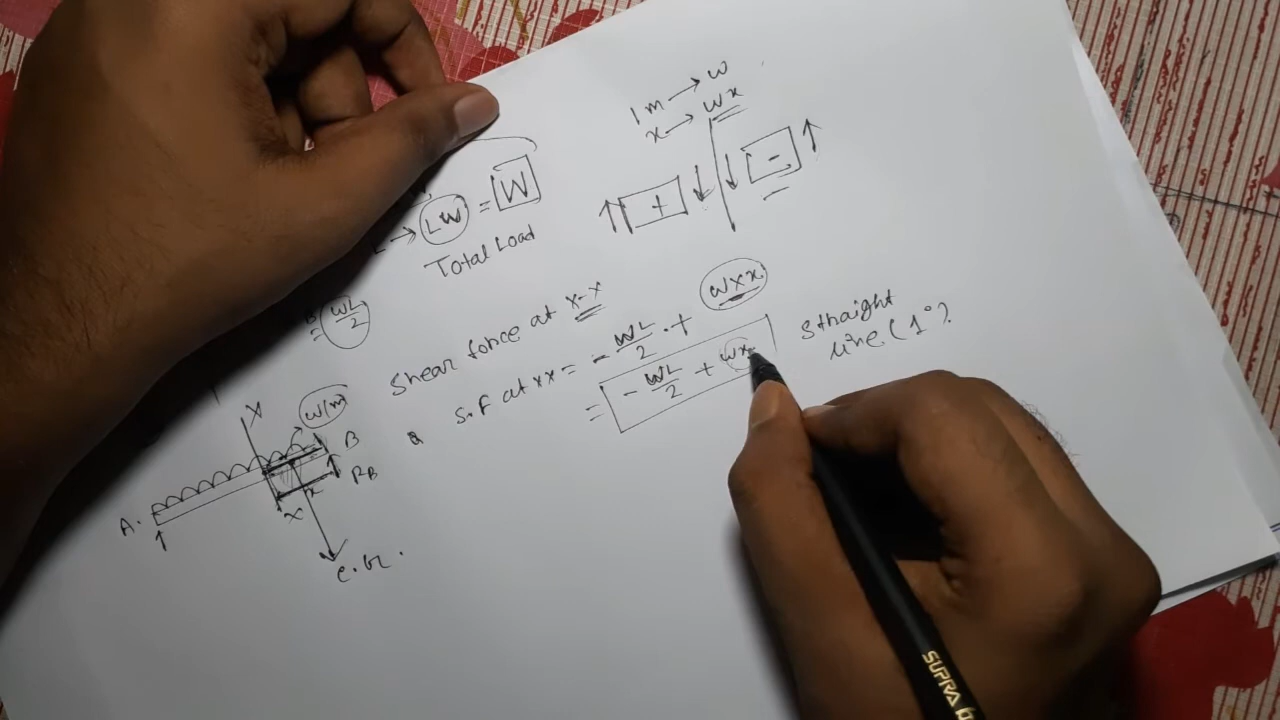 1 m → w
x → wx
L → LW = W
Total Load
+
-
WL/2
Shear force at x-x
S.F at xx = - WL/2 + wxx
= - WL/2 + wx
Straight
line (1°)
X
W/m
B
RB
A.
x
X
C.G.
SUPRA